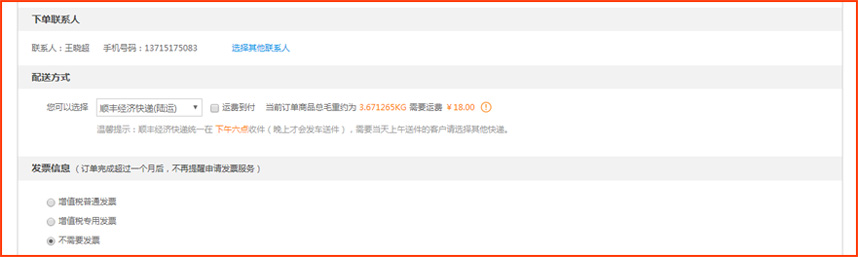 下单联系人
联系人：王晓超 手机号码：13715175083 选择其他联系人
配送方式
您可以选择 顺丰经济快递(陆运) 运费到付 当前订单商品总毛重约为 3.671265KG 需要运费 ¥18.00
温馨提示：顺丰经济快递统一在 下午六点收件（晚上才会发车送件），需要当天上午送件的客户请选择其他快递。
发票信息（订单完成超过一个月后，不再提醒申请发票服务）
增值税普通发票
增值税专用发票
不需要发票